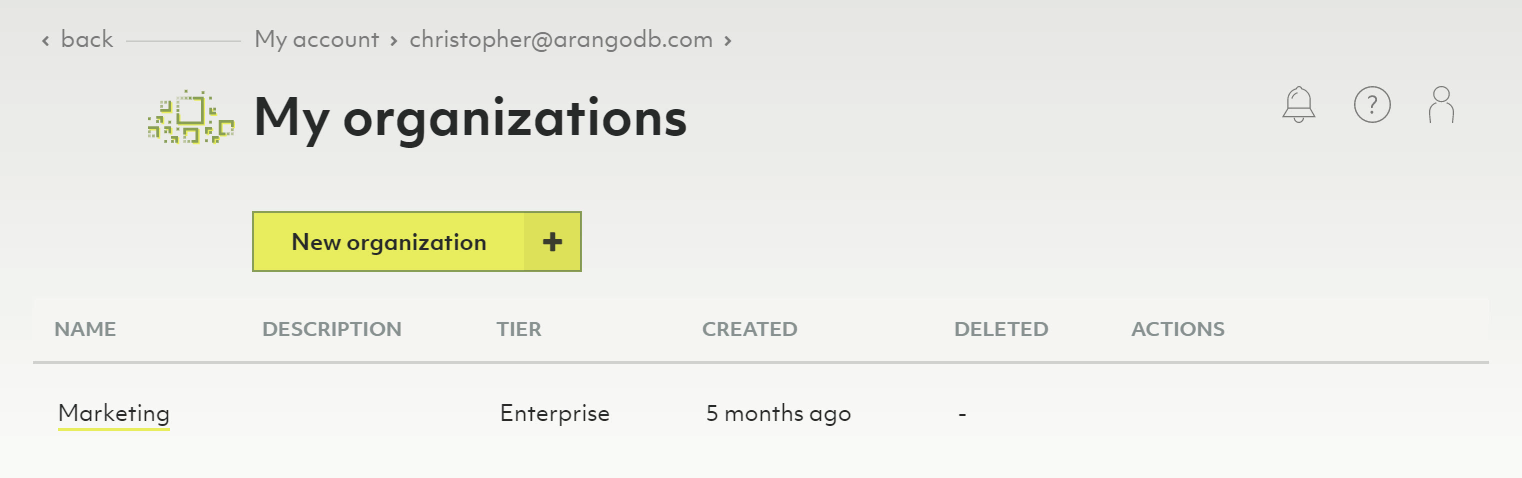 ‹ back My account › christopher@arangodb.com ›
My organizations
?
New organization +
NAME DESCRIPTION TIER CREATED DELETED ACTIONS
Marketing Enterprise 5 months ago -